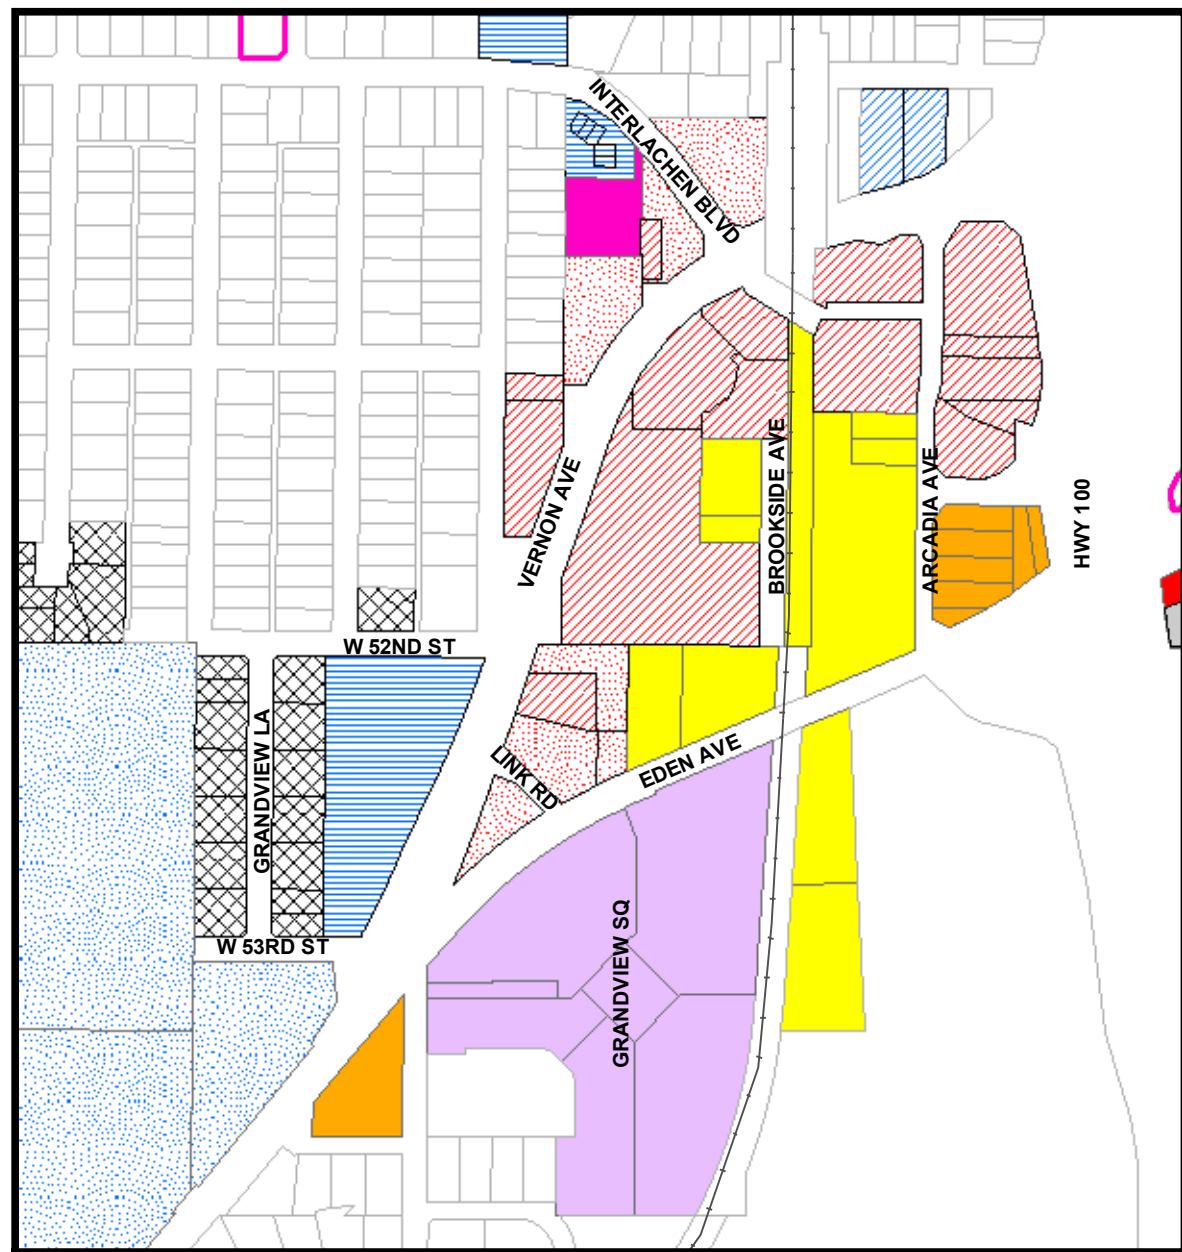 INTERLACHEN BLVD
VERNON AVE
BROOKSIDE AVE
ARCADIA AVE
HWY 100
W 52ND ST
GRANDVIEW LA
LINK RD
EDEN AVE
W 53RD ST
GRANDVIEW SQ